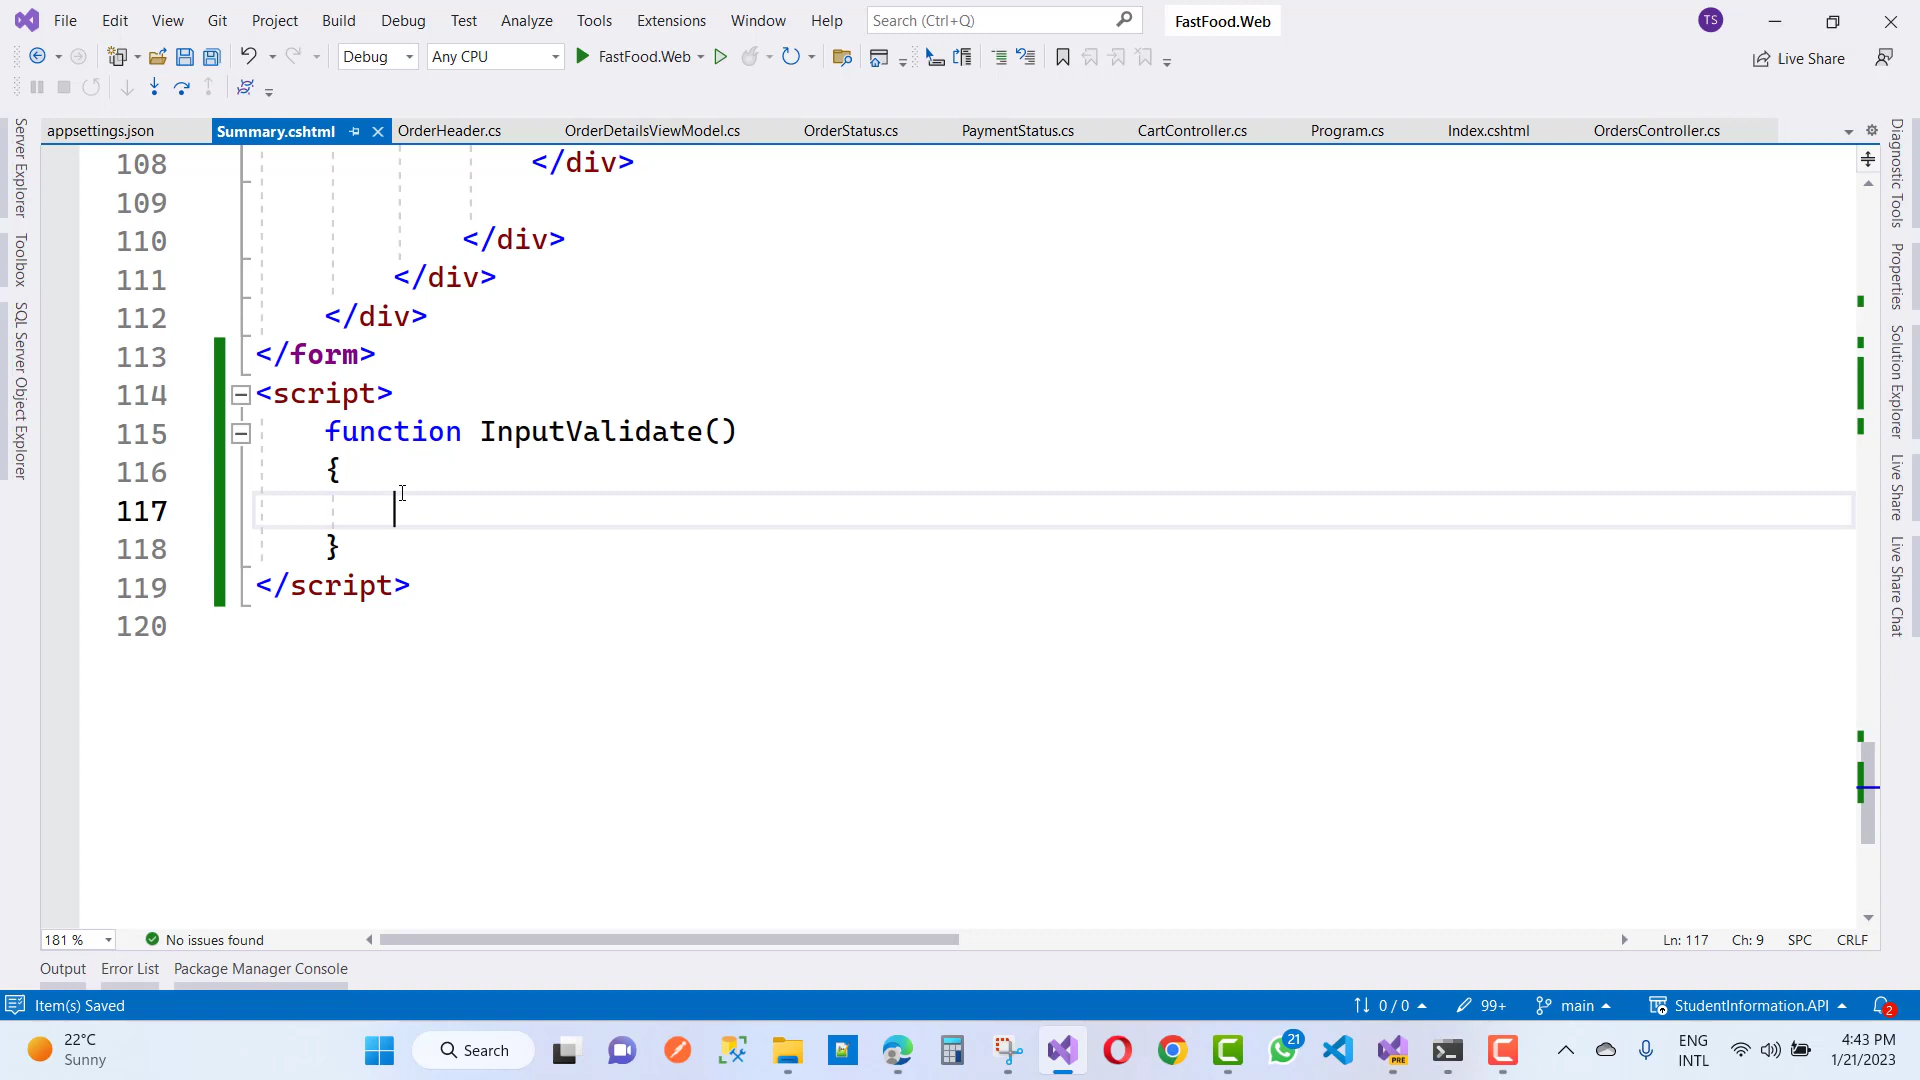 File Edit View Git Project Build Debug Test Analyze Tools Extensions Window Help Search (Ctrl+Q) FastFood.Web TS
Debug Any CPU FastFood.Web Live Share
appsettings.json Summary.cshtml OrderHeader.cs OrderDetailsViewModel.cs OrderStatus.cs PaymentStatus.cs CartController.cs Program.cs Index.cshtml OrdersController.cs
Server Explorer
Toolbox
SQL Server Object Explorer
108 </div>
109
110 </div>
111 </div>
112 </div>
113 </form>
114 <script>
115 function InputValidate()
116 {
117
118 }
119 </script>
120
Diagnostic Tools
Properties
Solution Explorer
Live Share
Live Share Chat
181 % No issues found Ln: 117 Ch: 9 SPC CRLF
Output Error List Package Manager Console
Item(s) Saved 0 / 0 99+ main StudentInformation.API 2
22°C
Sunny
Search
21
PRE
ENG
INTL
4:43 PM
1/21/2023